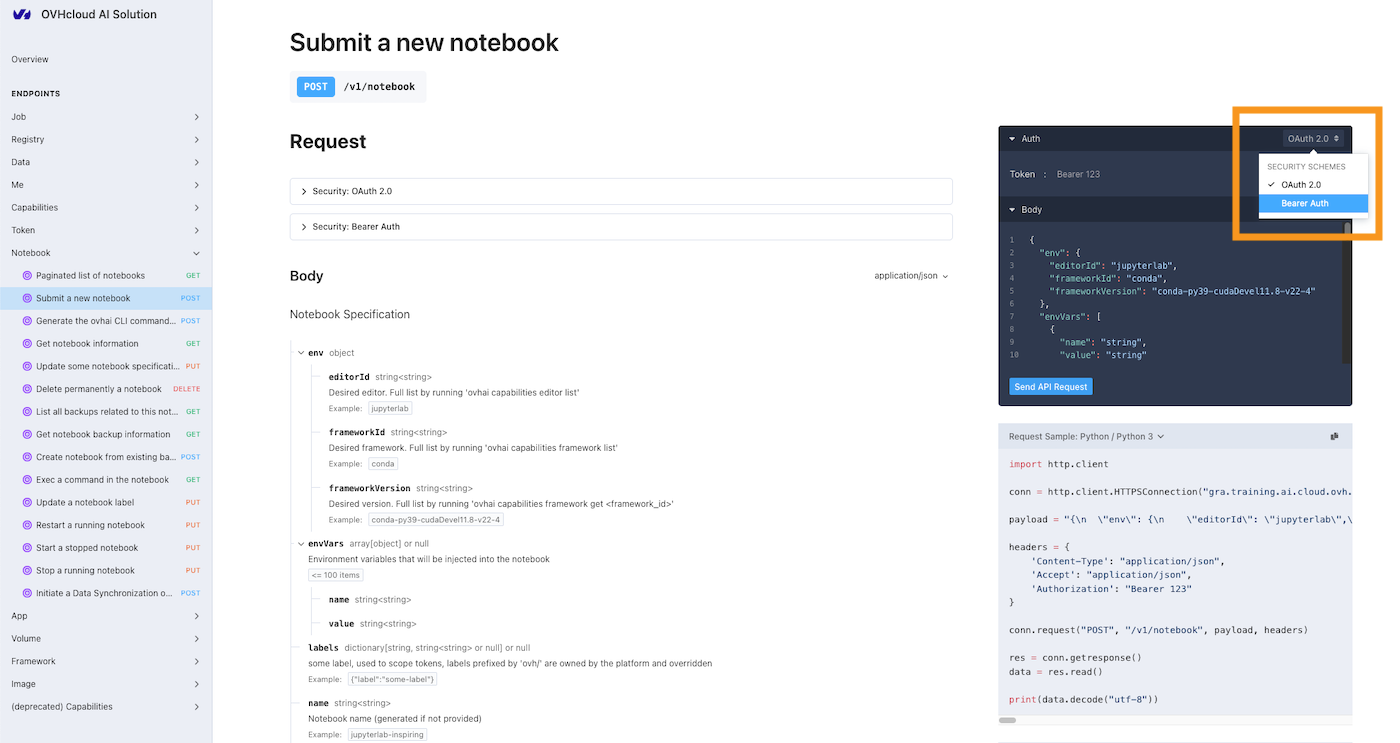 OVHcloud AI Solution
Overview
ENDPOINTS
Job
Registry
Data
Me
Capabilities
Token
Notebook
Paginated list of notebooks GET
Submit a new notebook POST
Generate the ovhai CLI command... POST
Get notebook information GET
Update some notebook specificati... PUT
Delete permanently a notebook DELETE
List all backups related to this not... GET
Get notebook backup information GET
Create notebook from existing ba... POST
Exec a command in the notebook GET
Update a notebook label PUT
Restart a running notebook PUT
Start a stopped notebook PUT
Stop a running notebook PUT
Initiate a Data Synchronization o... POST
App
Volume
Framework
Image
(deprecated) Capabilities
Submit a new notebook
POST /v1/notebook
Request
Security: OAuth 2.0
Security: Bearer Auth
Body application/json
Notebook Specification
env object
editorId string<string>
Desired editor. Full list by running 'ovhai capabilities editor list'
Example: jupyterlab
frameworkId string<string>
Desired framework. Full list by running 'ovhai capabilities framework list'
Example: conda
frameworkVersion string<string>
Desired version. Full list by running 'ovhai capabilities framework get <framework_id>'
Example: conda-py39-cudaDevel11.8-v22-4
envVars array[object] or null
Environment variables that will be injected into the notebook
<= 100 items
name string<string>
value string<string>
labels dictionary[string, string<string> or null] or null
some label, used to scope tokens, labels prefixed by 'ovh/' are owned by the platform and overridden
Example: {"label":"some-label"}
name string<string>
Notebook name (generated if not provided)
Example: jupyterlab-inspiring
Auth OAuth 2.0
SECURITY SCHEMES
✓ OAuth 2.0
Bearer Auth
Token : Bearer 123
Body
1 {
2 "env": {
3 "editorId": "jupyterlab",
4 "frameworkId": "conda",
5 "frameworkVersion": "conda-py39-cudaDevel11.8-v22-4"
6 },
7 "envVars": [
8 {
9 "name": "string",
10 "value": "string"
Send API Request
Request Sample: Python / Python 3
import http.client
conn = http.client.HTTPSConnection("gra.training.ai.cloud.ovh.
payload = "{\n \"env\": {\n \"editorId\": \"jupyterlab\",\
headers = {
'Content-Type': "application/json",
'Accept': "application/json",
'Authorization': "Bearer 123"
}
conn.request("POST", "/v1/notebook", payload, headers)
res = conn.getresponse()
data = res.read()
print(data.decode("utf-8"))